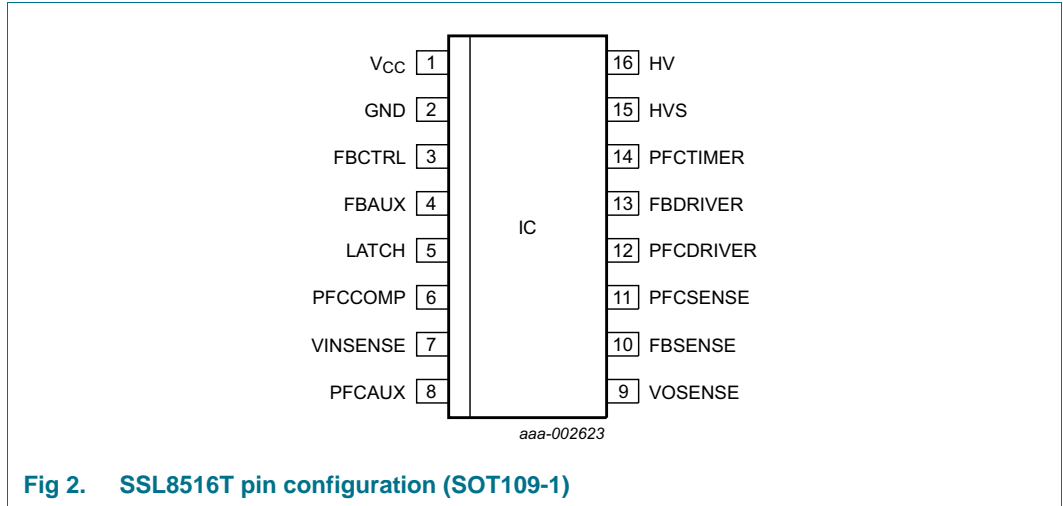 VCC 1 16 HV
GND 2 15 HVS
FBCTRL 3 14 PFCTIMER
FBAUX 4 13 FBDRIVER
IC
LATCH 5 12 PFCDRIVER
PFCCOMP 6 11 PFCSENSE
VINSENSE 7 10 FBSENSE
PFCAUX 8 9 VOSENSE
aaa-002623
Fig 2. SSL8516T pin configuration (SOT109-1)